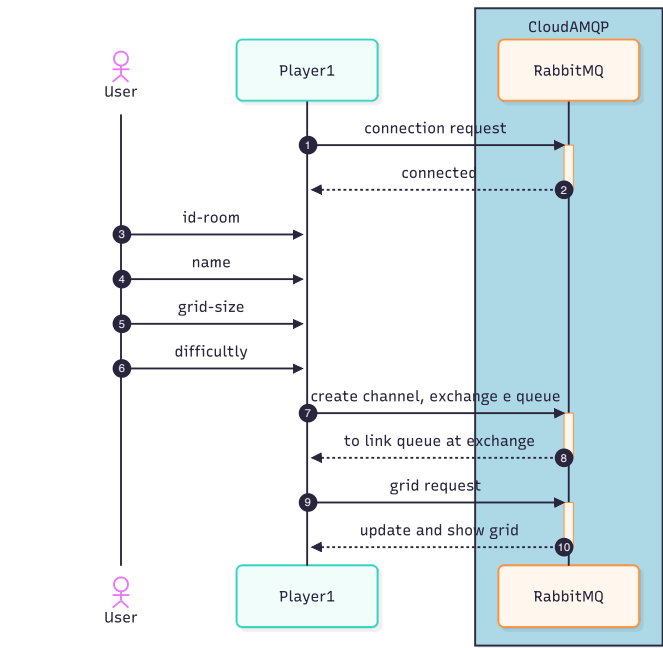 CloudAMQP
User
Player1
RabbitMQ
connection request
1
connected
2
id-room
3
name
4
grid-size
5
difficultly
6
create channel, exchange e queue
7
to link queue at exchange
8
grid request
9
update and show grid
10
User
Player1
RabbitMQ